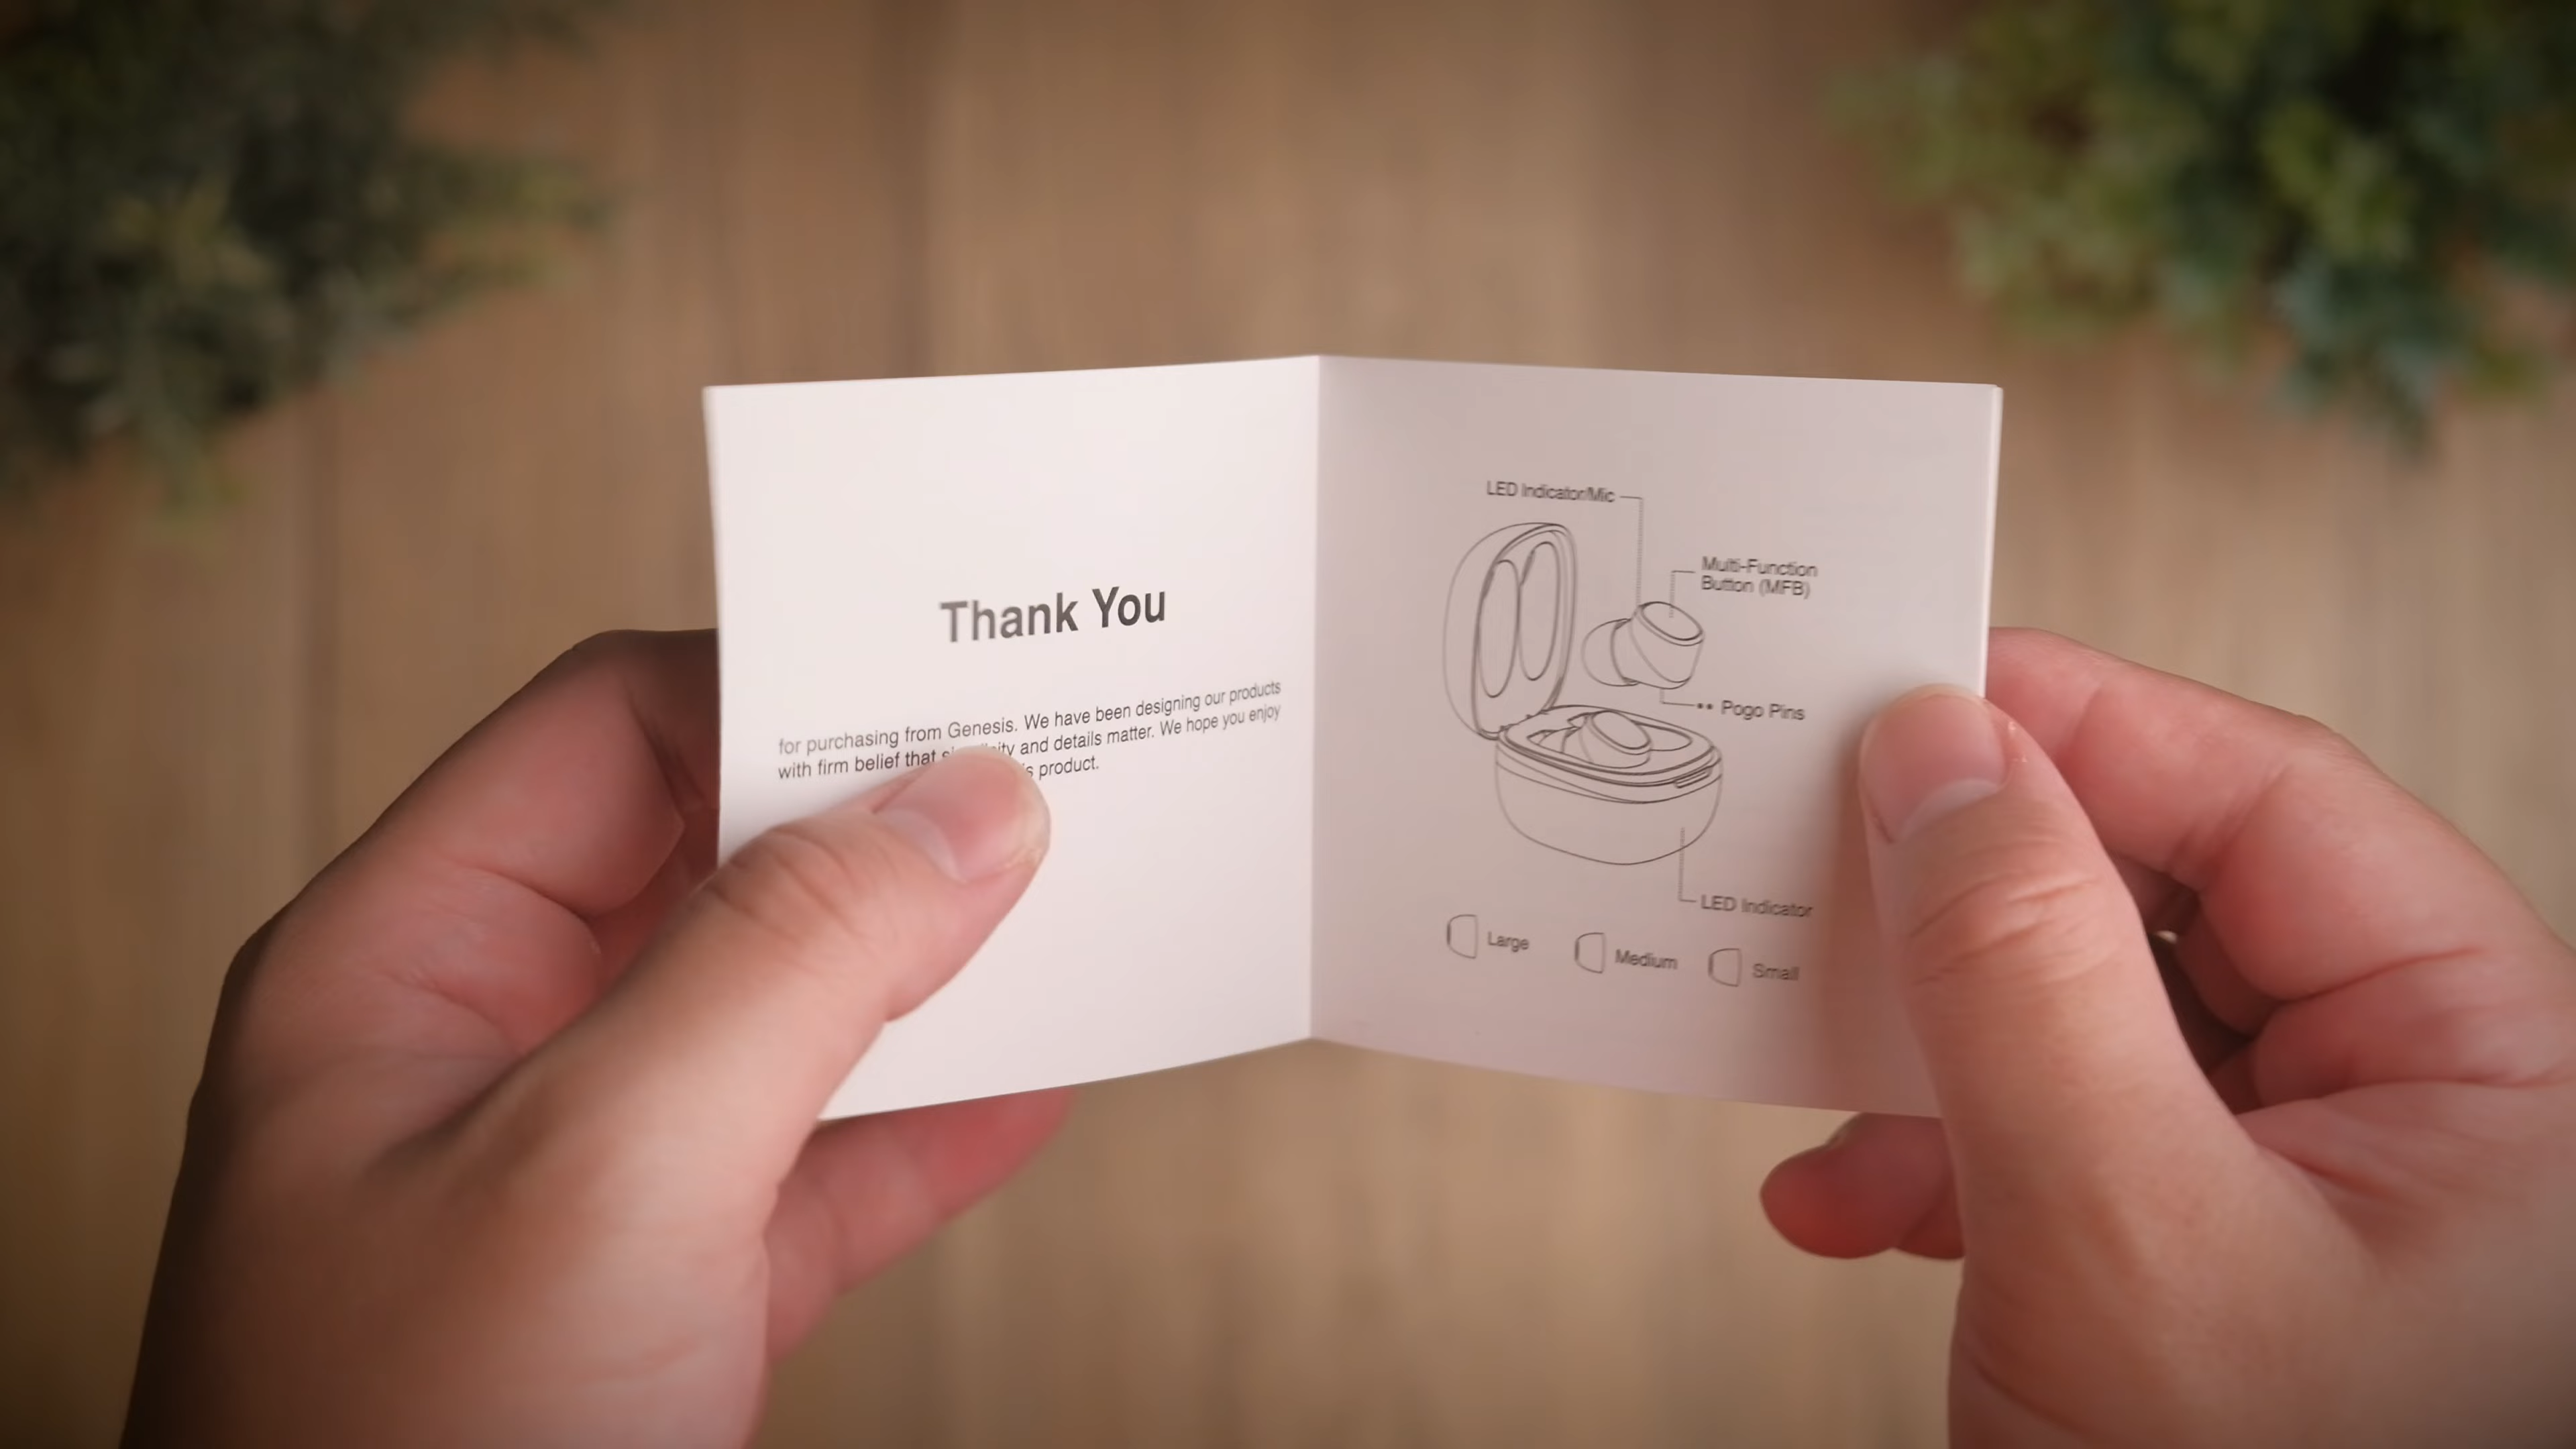 Thank You
for purchasing from Genesis. We have been designing our products
with firm belief that and details matter. We hope you enjoy
product.
LED Indicator/Mic
Multi-Function
Button (MFB)
Pogo Pins
LED Indicator
Large
Medium
Small